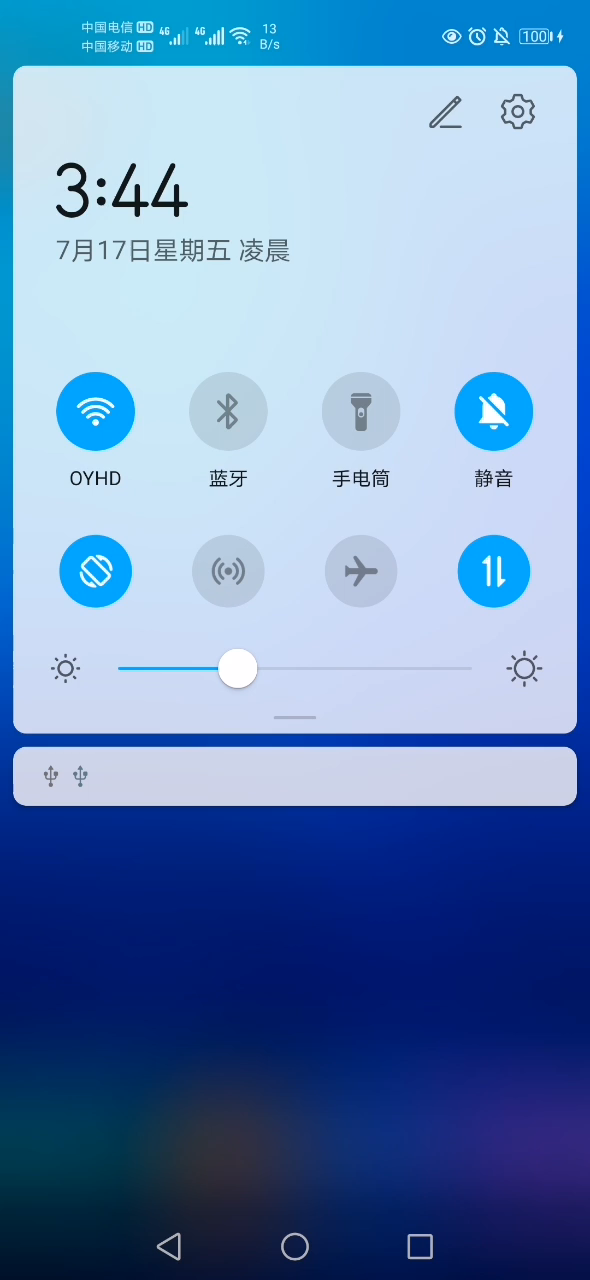 中国电信 HD 4G 4G 13
中国移动 HD B/s
100
3:44
7月17日星期五 凌晨
OYHD 蓝牙 手电筒 静音